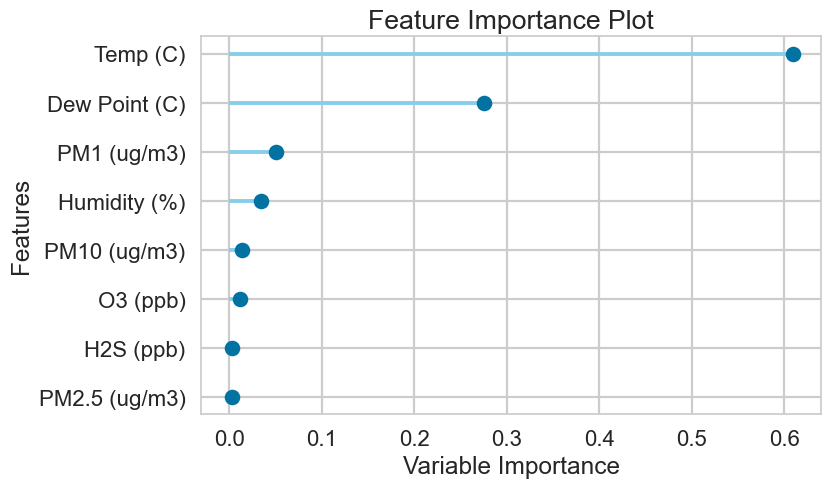 Feature Importance Plot
Temp (C)
Dew Point (C)
PM1 (ug/m3)
Humidity (%)
PM10 (ug/m3)
O3 (ppb)
H2S (ppb)
PM2.5 (ug/m3)
Features
0.0 0.1 0.2 0.3 0.4 0.5 0.6
Variable Importance